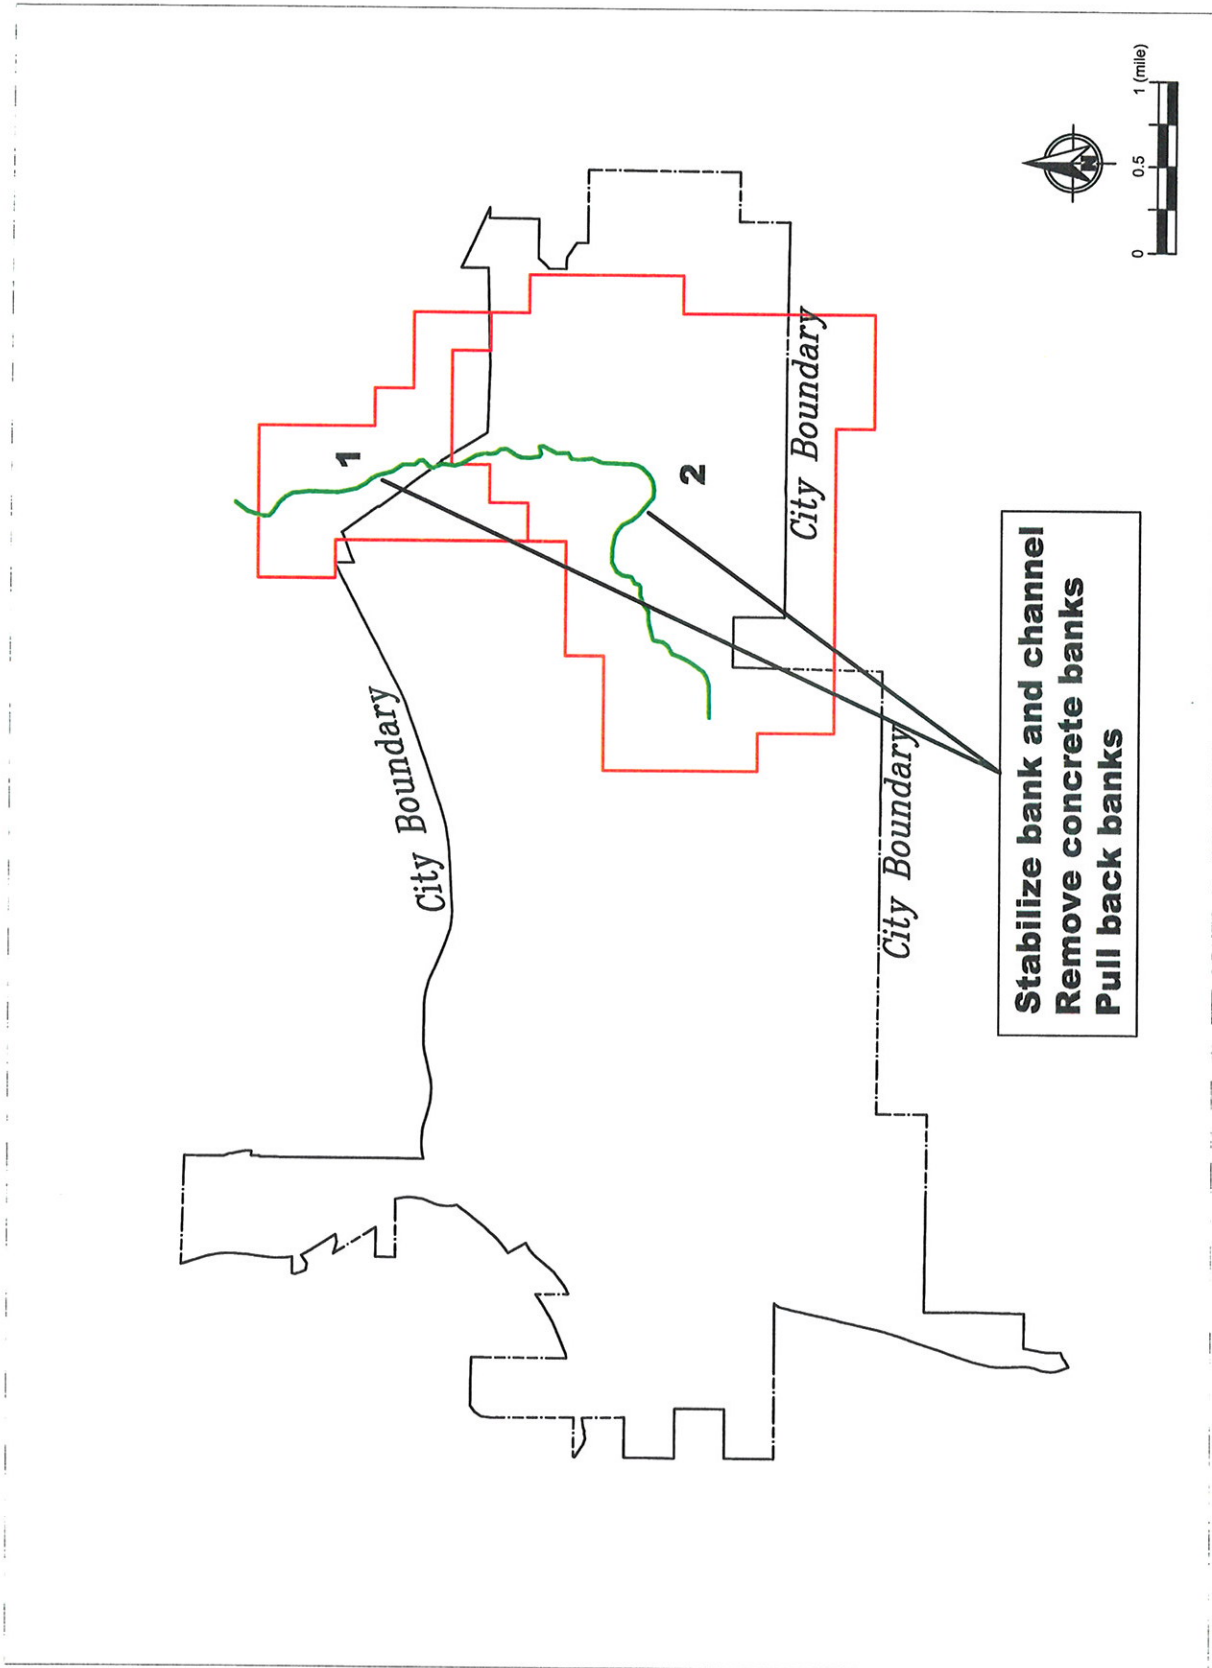 1
2
City Boundary
City Boundary
City Boundary
Stabilize bank and channel
Remove concrete banks
Pull back banks
N
0 0.5 1 (mile)